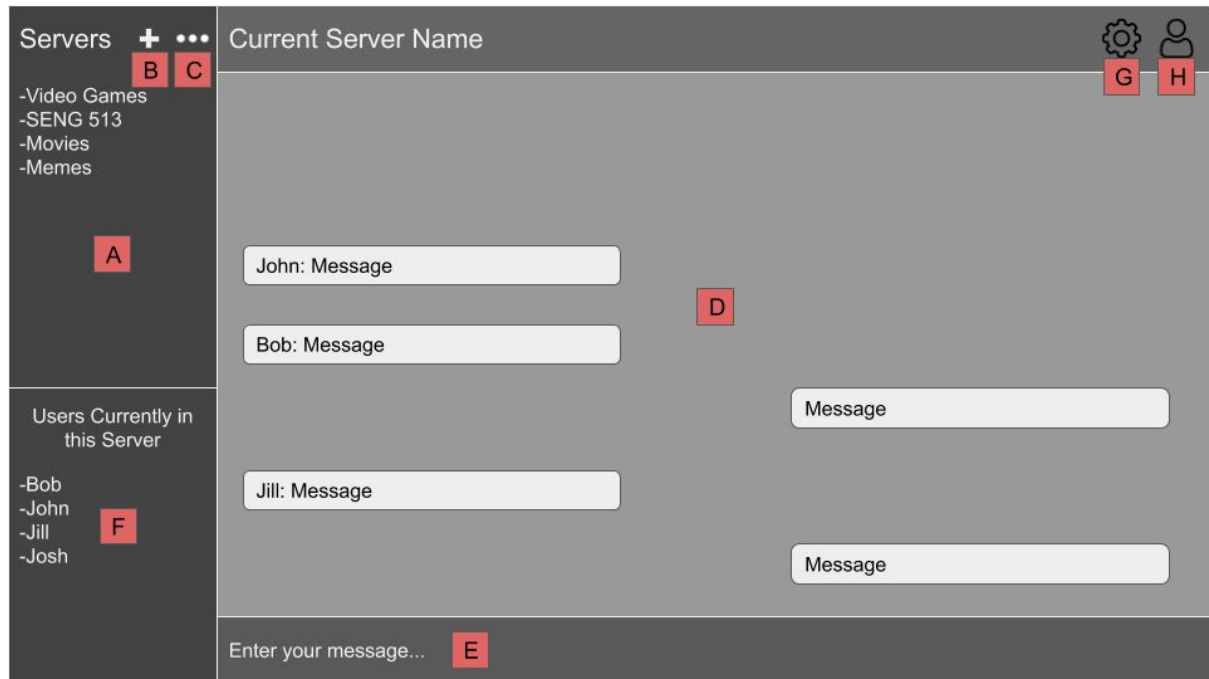 Servers
B
C
-Video Games
-SENG 513
-Movies
-Memes
A
Users Currently in
this Server
-Bob
-John
-Jill
-Josh
F
Current Server Name
G
H
John: Message
D
Bob: Message
Message
Jill: Message
Message
Enter your message...
E